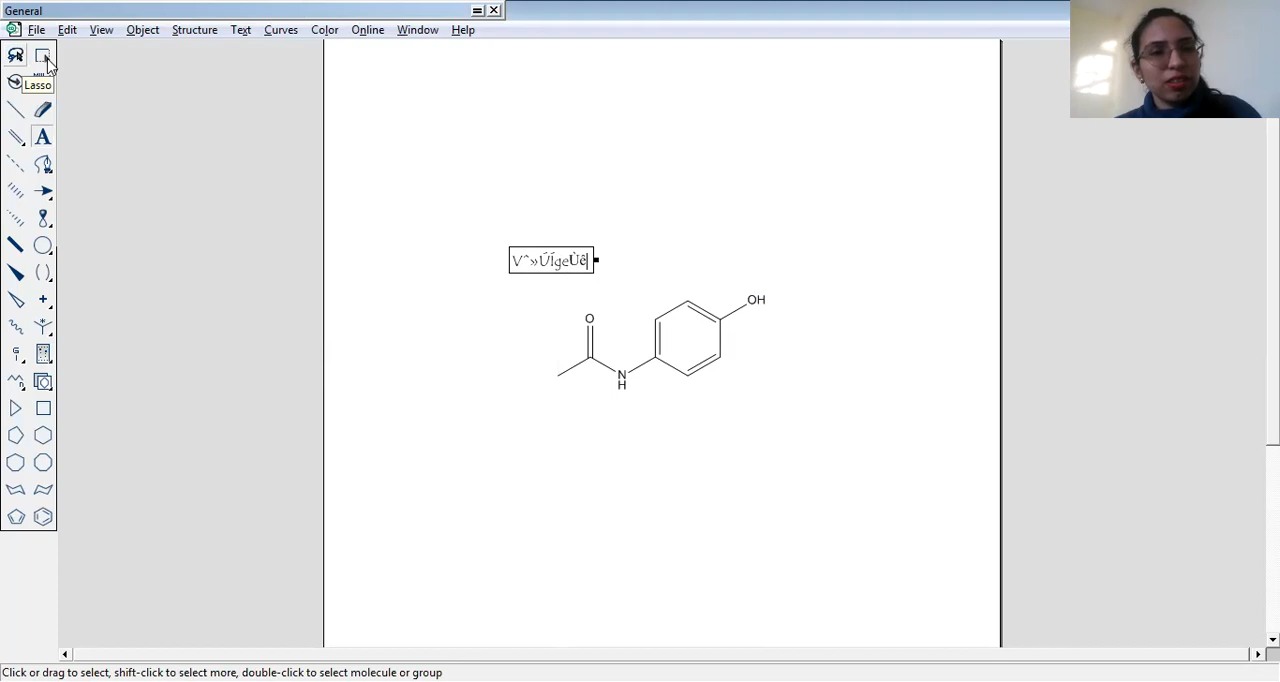 General
File Edit View Object Structure Text Curves Color Online Window Help
Lasso
A
V^»ÚÍgeÙê
OH
O
N
H
Click or drag to select, shift-click to select more, double-click to select molecule or group